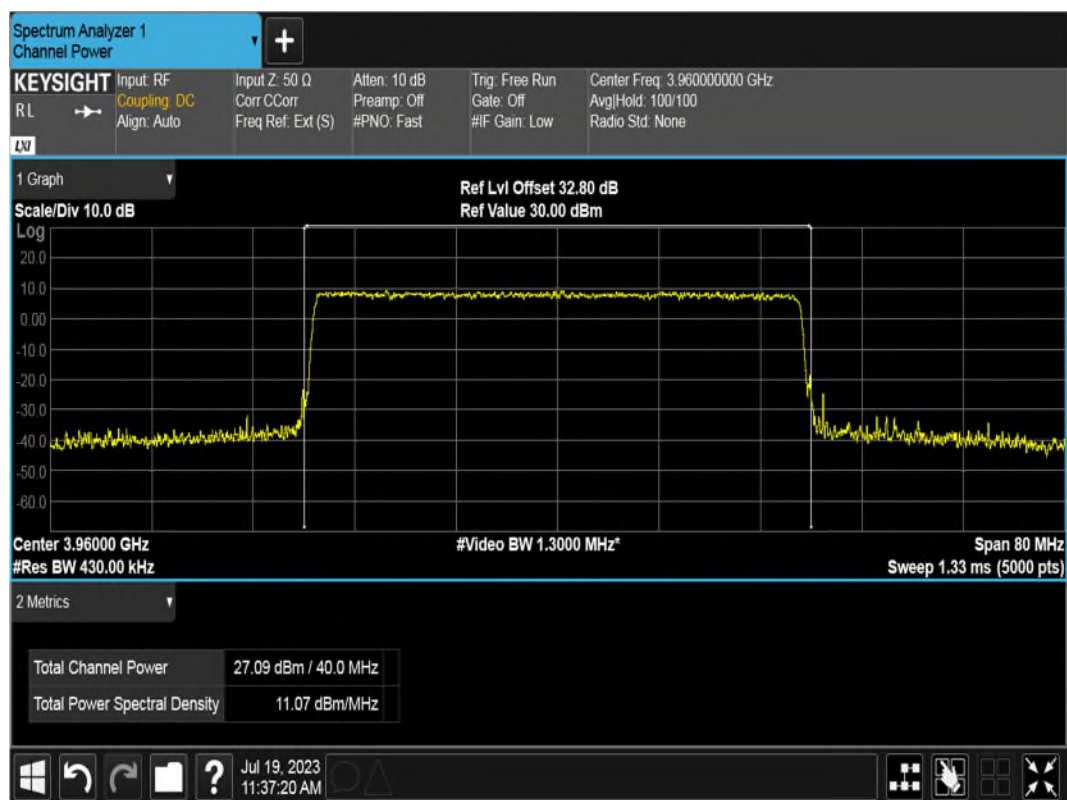 Spectrum Analyzer 1
Channel Power
+
KEYSIGHT
RL
LXI
Input: RF
Coupling: DC
Align: Auto
Input Z: 50 Ω
Corr CCorr
Freq Ref: Ext (S)
Atten: 10 dB
Preamp: Off
#PNO: Fast
Trig: Free Run
Gate: Off
#IF Gain: Low
Center Freq: 3.960000000 GHz
Avg|Hold: 100/100
Radio Std: None
1 Graph
Scale/Div 10.0 dB
Ref Lvl Offset 32.80 dB
Ref Value 30.00 dBm
Log
20.0
10.0
0.00
-10.0
-20.0
-30.0
-40.0
-50.0
-60.0
Center 3.96000 GHz
#Res BW 430.00 kHz
#Video BW 1.3000 MHz*
Span 80 MHz
Sweep 1.33 ms (5000 pts)
2 Metrics
Total Channel Power 27.09 dBm / 40.0 MHz
Total Power Spectral Density 11.07 dBm/MHz
?
Jul 19, 2023
11:37:20 AM